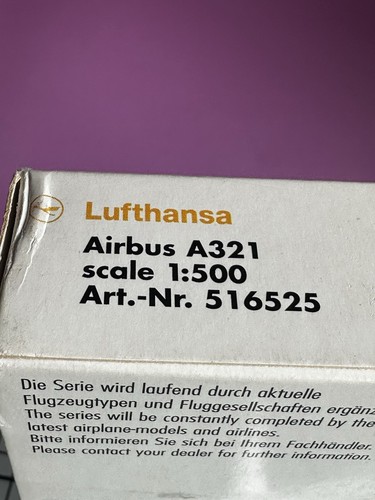 Lufthansa
Airbus A321
scale 1:500
Art.-Nr. 516525
Die Serie wird laufend durch aktuelle
Flugzeugtypen und Fluggesellschaften
The series will be constantly completed by the
latest airplane-models and airlines.
Bitte informieren Sie sich bei Ihrem Fachhändler.
Please contact your dealer for further information.